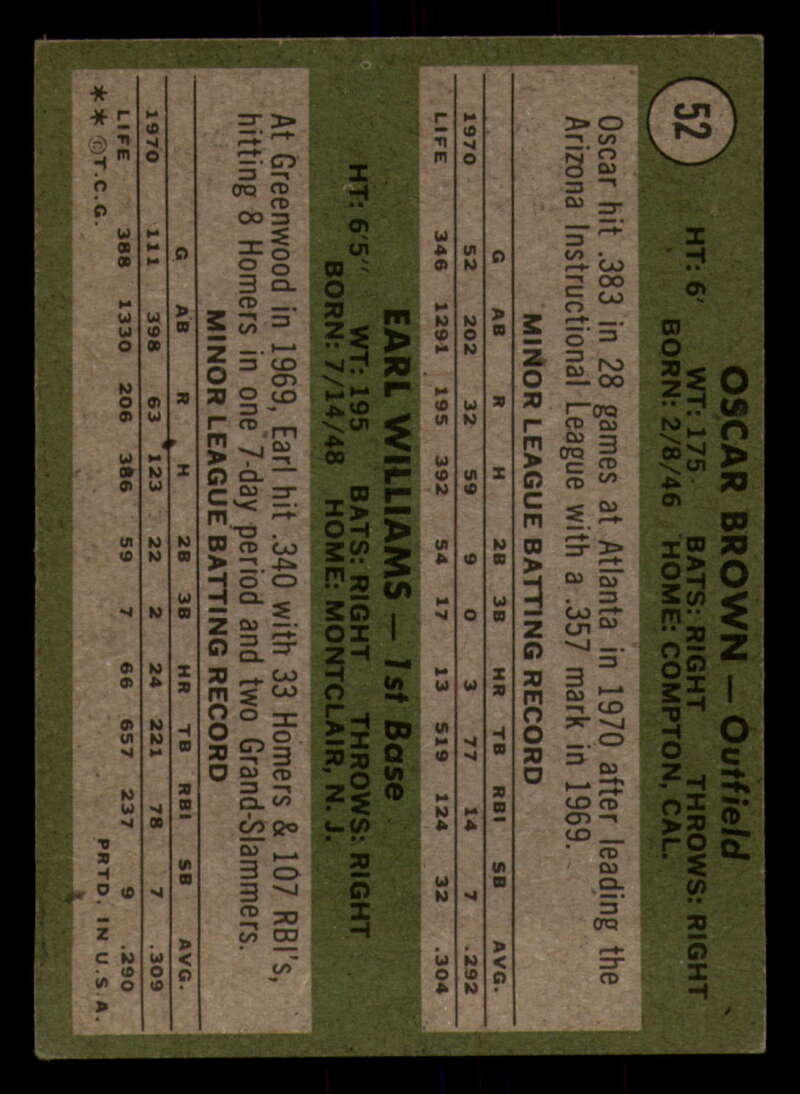 52
OSCAR BROWN — Outfield
HT: 6' WT: 175 BATS: RIGHT THROWS: RIGHT
BORN: 2/8/46 HOME: COMPTON, CAL.
Oscar hit .383 in 28 games at Atlanta in 1970 after leading the
Arizona Instructional League with a .357 mark in 1969.
MINOR LEAGUE BATTING RECORD
G AB R H 2B 3B HR TB RBI SB AVG.
1970 52 202 32 59 9 0 3 77 14 7 .292
LIFE 346 1291 195 392 54 17 13 519 124 32 .304
EARL WILLIAMS — 1st Base
HT: 6'5" WT: 195 BATS: RIGHT THROWS: RIGHT
BORN: 7/14/48 HOME: MONTCLAIR, N. J.
At Greenwood in 1969, Earl hit .340 with 33 Homers & 107 RBI's,
hitting 8 Homers in one 7-day period and two Grand-Slammers.
MINOR LEAGUE BATTING RECORD
G AB R H 2B 3B HR TB RBI SB AVG.
1970 111 398 63 123 22 2 24 221 78 7 .309
LIFE 388 1330 206 386 59 7 66 657 237 9 .290
** ©T.C.G. PRTD. IN U.S.A.